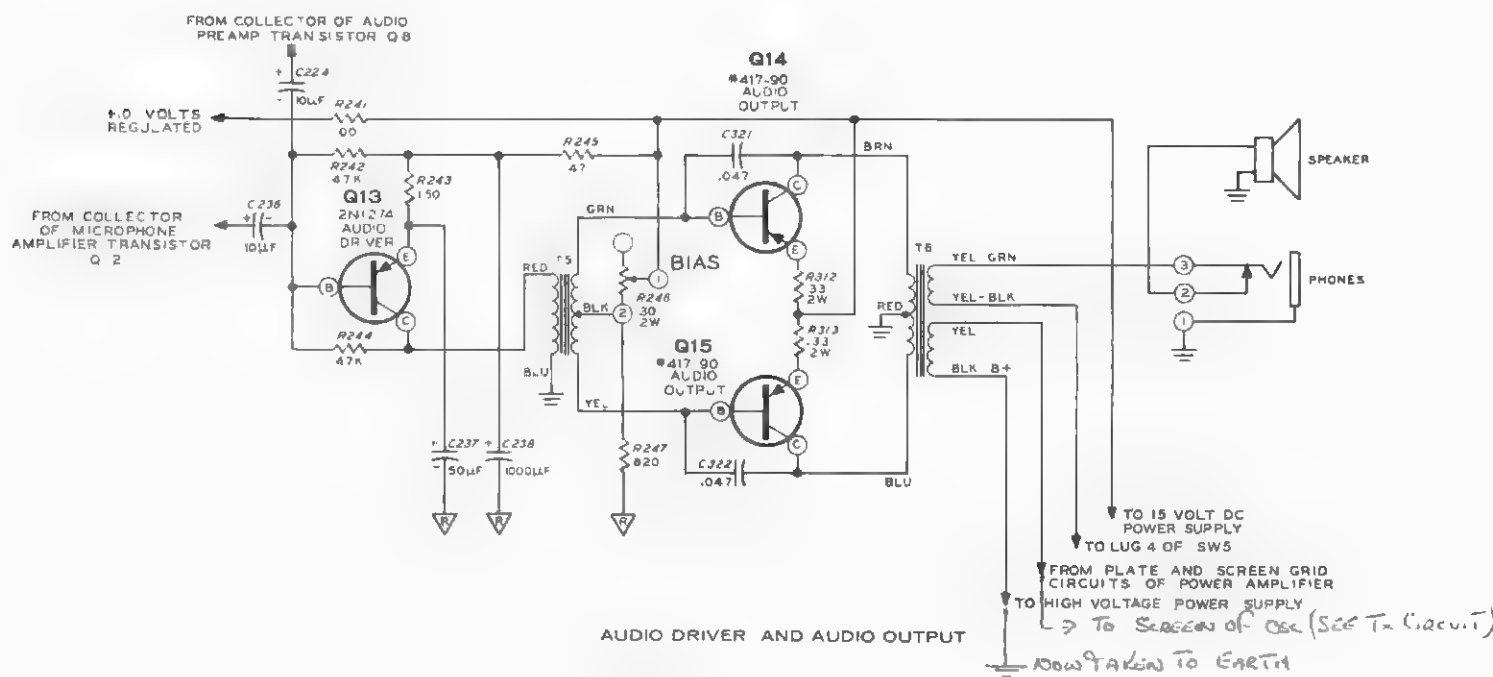 FROM COLLECTOR OF AUDIO
PREAMP TRANSISTOR Q8
+ C224
- 10µF
VOLTS
REGULATED
R241
R242
47K
R243
150
R245
47
C236
+ -
10µF
FROM COLLECTOR
OF MICROPHONE
AMPLIFIER TRANSISTOR
Q 2
Q13
2N1274
AUDIO
DRIVER
B
E
C
R244
47K
+ C237
- 50µF
+ C238
- 1000µF
R
R
R
RED
T5
BLU
GRN
BLK
YEL
BIAS
1
2
R246
30
2W
R247
820
Q14
#417-90
AUDIO
OUTPUT
C321
.047
B
C
E
BRN
R312
.33
2W
R313
.33
2W
Q15
#417-90
AUDIO
OUTPUT
B
E
C
C322
.047
BLU
RED
T6
YEL GRN
YEL-BLK
YEL
BLK B+
SPEAKER
PHONES
3
2
1
TO 15 VOLT DC
POWER SUPPLY
TO LUG 4 OF SW5
FROM PLATE AND SCREEN GRID
CIRCUITS OF POWER AMPLIFIER
TO HIGH VOLTAGE POWER SUPPLY
→ TO SCREEN OF OSC (SEE Tx CIRCUIT)
NOW TAKEN TO EARTH
AUDIO DRIVER AND AUDIO OUTPUT